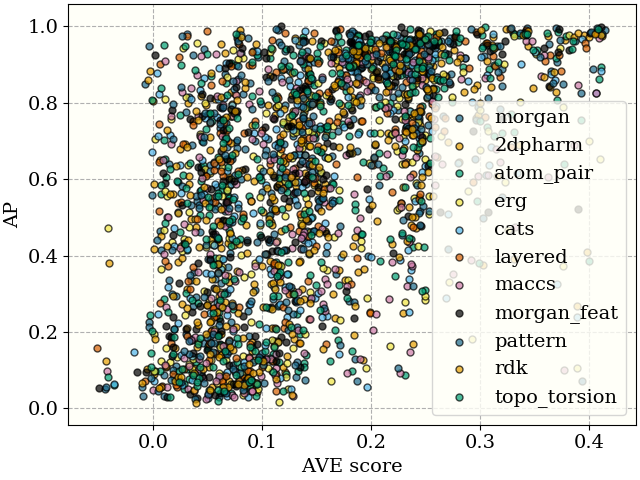 1.0
0.8
0.6
0.4
0.2
0.0
AP
morgan
2dpharm
atom_pair
erg
cats
layered
maccs
morgan_feat
pattern
rdk
topo_torsion
0.0 0.1 0.2 0.3 0.4
AVE score